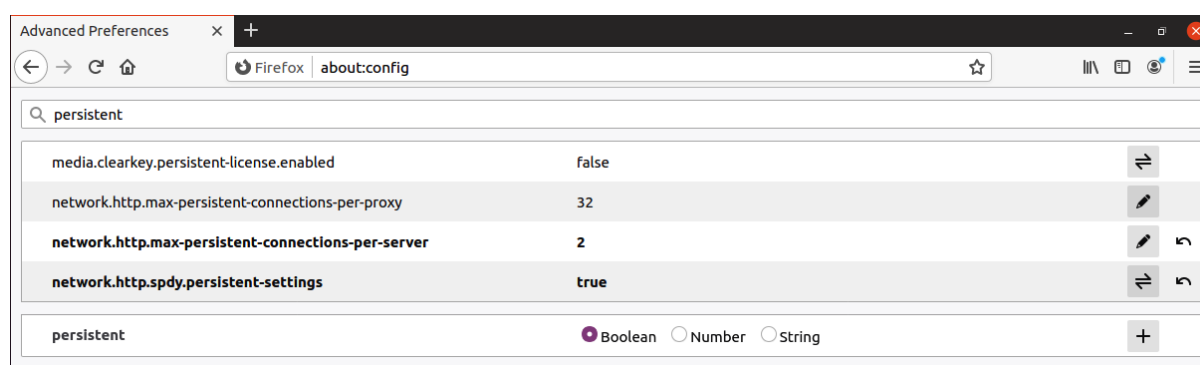 Advanced Preferences
Firefox about:config
persistent
media.clearkey.persistent-license.enabled false
network.http.max-persistent-connections-per-proxy 32
network.http.max-persistent-connections-per-server 2
network.http.spdy.persistent-settings true
persistent Boolean Number String